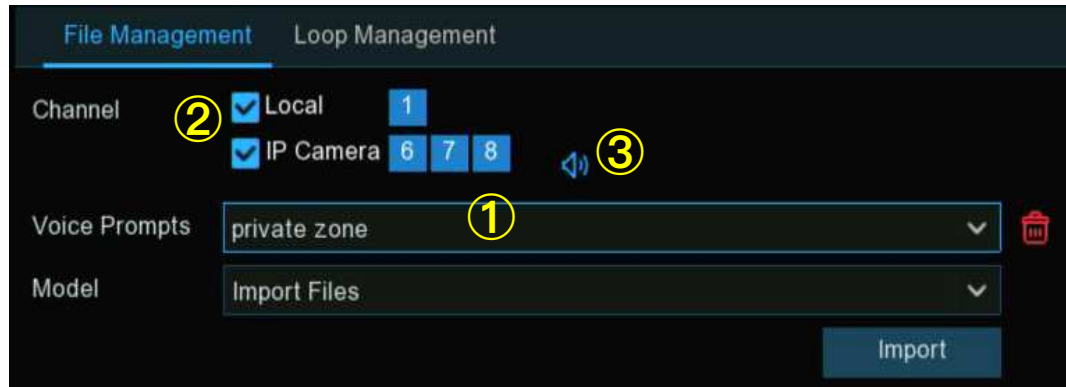 File Management Loop Management
Channel ② Local 1
IP Camera 6 7 8 ③
Voice Prompts private zone ①
Model Import Files
Import